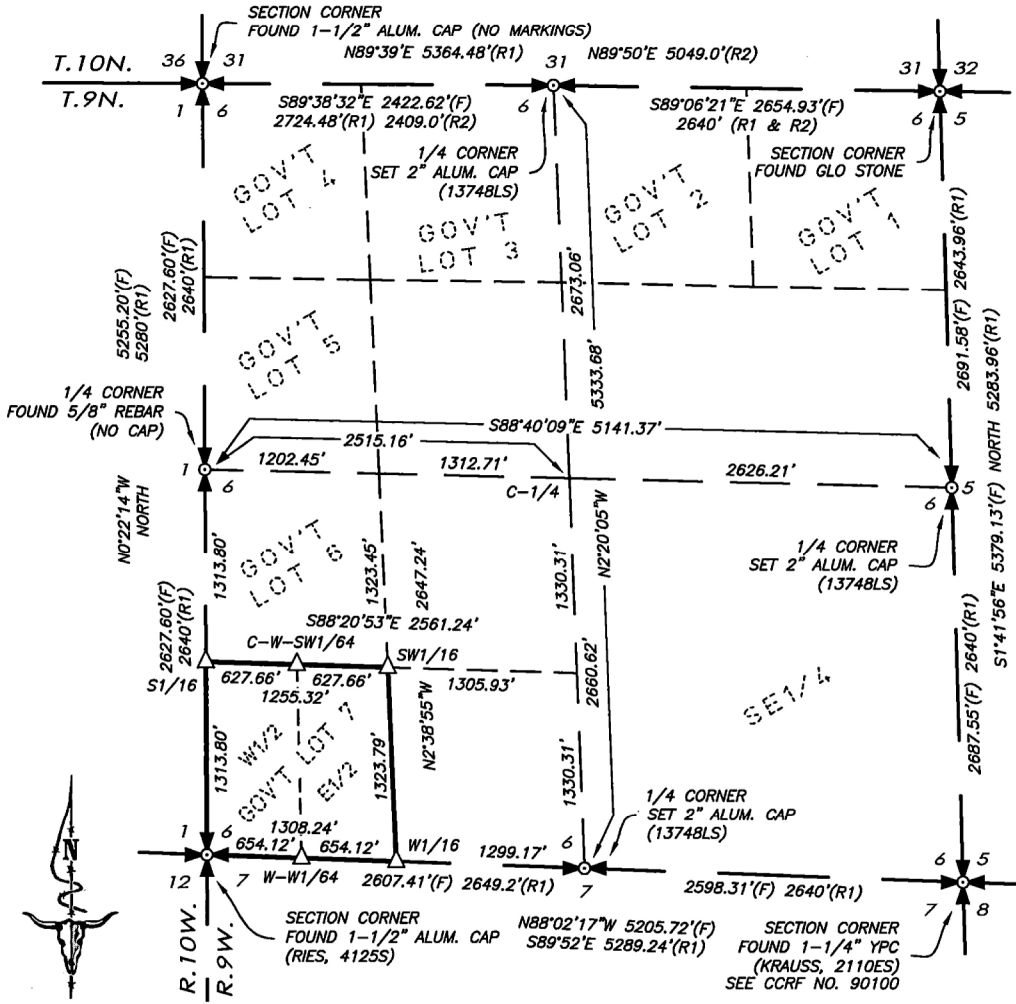 SECTION CORNER
FOUND 1-1/2" ALUM. CAP (NO MARKINGS)
N89°39'E 5364.48'(R1)
N89°50'E 5049.0'(R2)
T.10N.
36
31
31
31
32
T.9N.
1
6
S89°38'32"E 2422.62'(F)
2724.48'(R1) 2409.0'(R2)
6
S89°06'21"E 2654.93'(F)
2640' (R1 & R2)
6
5
1/4 CORNER
SET 2" ALUM. CAP
(13748LS)
SECTION CORNER
FOUND GLO STONE
GOV'T
LOT 4
GOV'T
LOT 3
GOV'T
LOT 2
GOV'T
LOT 1
5255.20'(F)
5280'(R1)
2627.60'(F)
2640'(R1)
2673.06'
5333.68'
2691.58'(F) 2643.96'(R1)
GOV'T
LOT 5
1/4 CORNER
FOUND 5/8" REBAR
(NO CAP)
S88°40'09"E 5141.37'
2515.16'
1
6
1202.45'
1312.71'
2626.21'
C-1/4
6
5
N0°22'14"W
NORTH
N2°20'05"W
S1°41'56"E 5379.13'(F) NORTH 5283.96'(R1)
1/4 CORNER
SET 2" ALUM. CAP
(13748LS)
GOV'T
LOT 6
1313.80'
1323.45'
2647.24'
1330.31'
2627.60'(F)
2640'(R1)
S88°20'53"E 2561.24'
C-W-SW1/64
SW1/16
S1/16
627.66'
627.66'
1305.93'
1255.32'
2660.62'
SE1/4
2687.55'(F) 2640'(R1)
1313.80'
W1/2
GOV'T LOT 7
E1/2
1323.79'
N2°38'55"W
1330.31'
1/4 CORNER
SET 2" ALUM. CAP
(13748LS)
1
6
1308.24'
654.12'
654.12'
W1/16
1299.17'
6
6
5
12
7
W-W1/64
2607.41'(F) 2649.2'(R1)
7
2598.31'(F) 2640'(R1)
7
8
N
R.10W.
R.9W.
SECTION CORNER
FOUND 1-1/2" ALUM. CAP
(RIES, 4125S)
N88°02'17"W 5205.72'(F)
S89°52'E 5289.24'(R1)
SECTION CORNER
FOUND 1-1/4" YPC
(KRAUSS, 2110ES)
SEE CCRF NO. 90100